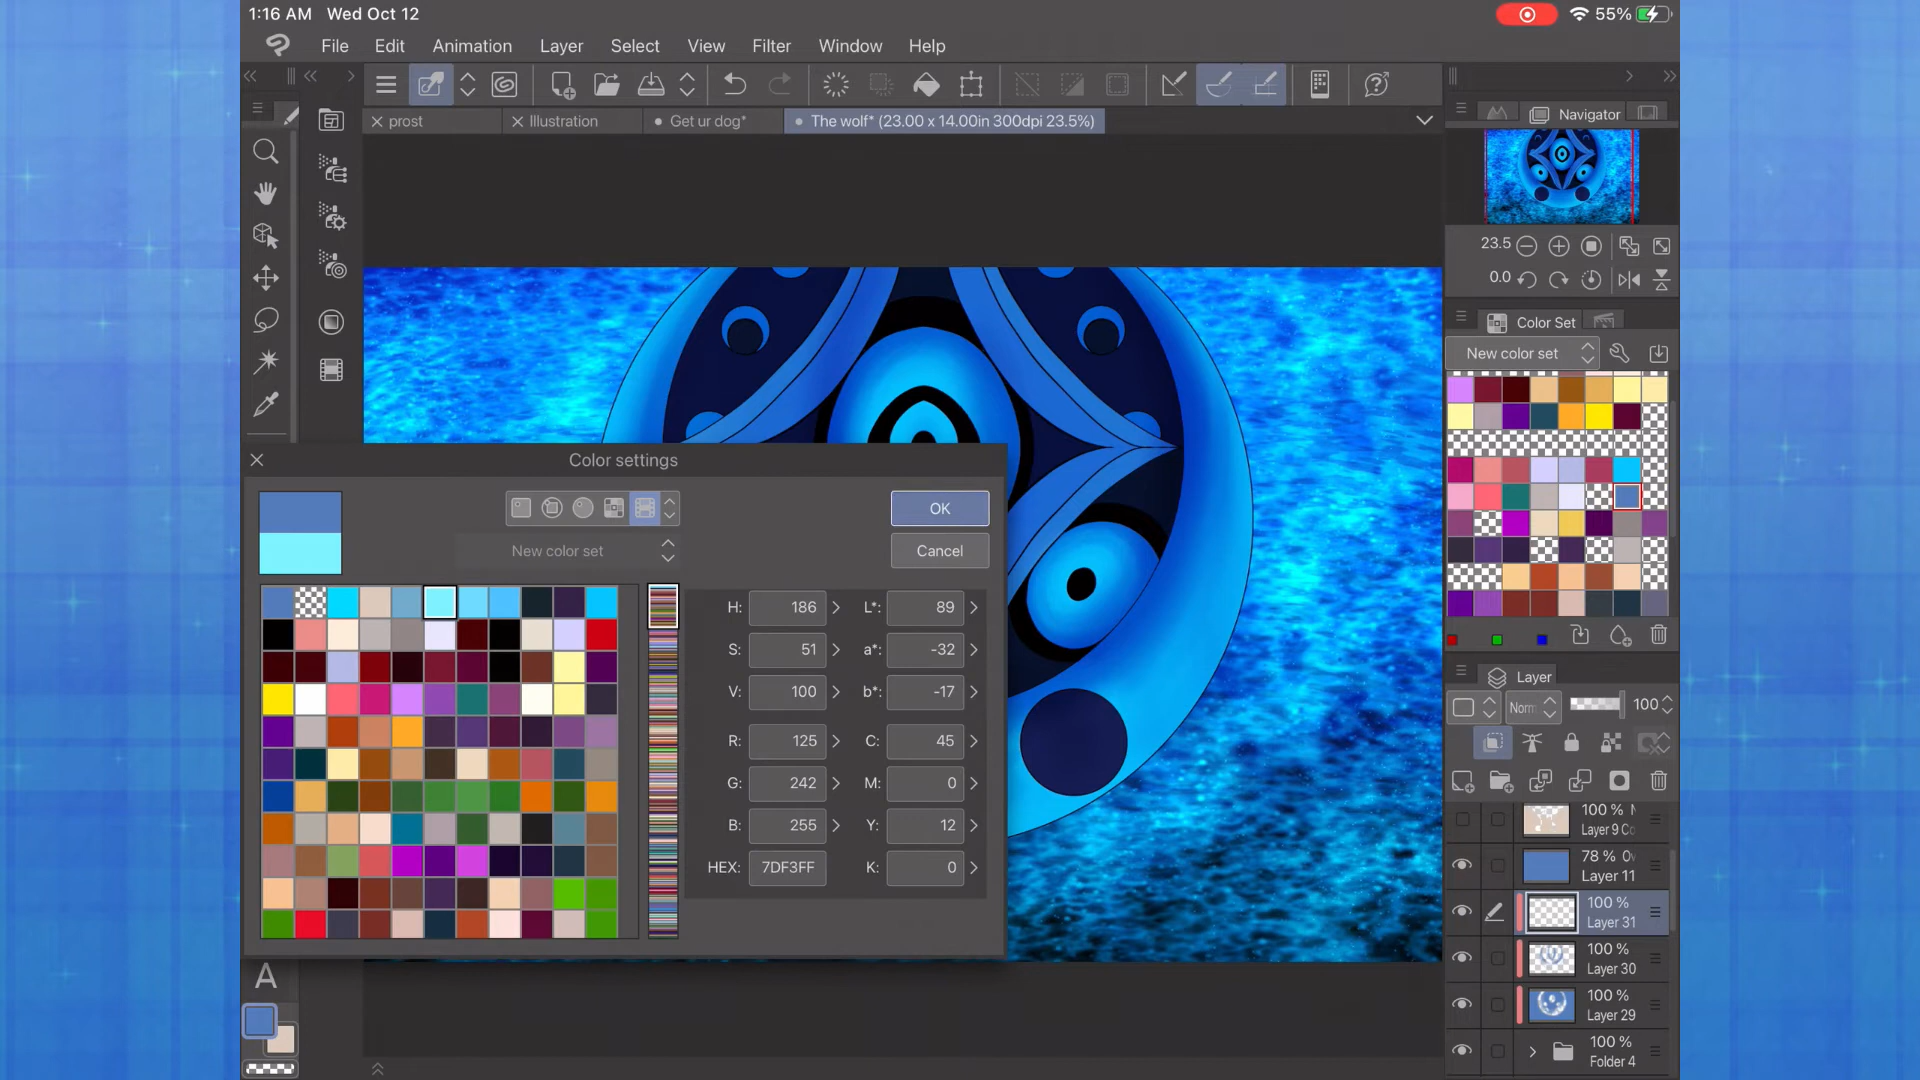 1:16 AM Wed Oct 12
55%
File Edit Animation Layer Select View Filter Window Help
prost
Illustration
Get ur dog*
The wolf* (23.00 x 14.00in 300dpi 23.5%)
Navigator
23.5
0.0
Color Set
New color set
Color settings
OK
New color set
Cancel
H: 186 L*: 89
S: 51 a*: -32
V: 100 b*: -17
R: 125 C: 45
G: 242 M: 0
B: 255 Y: 12
HEX: 7DF3FF K: 0
Layer
Norm 100
100 %
Layer 9
78 %
Layer 11
100 %
Layer 31
100 %
Layer 30
100 %
Layer 29
100 %
Folder 4
A